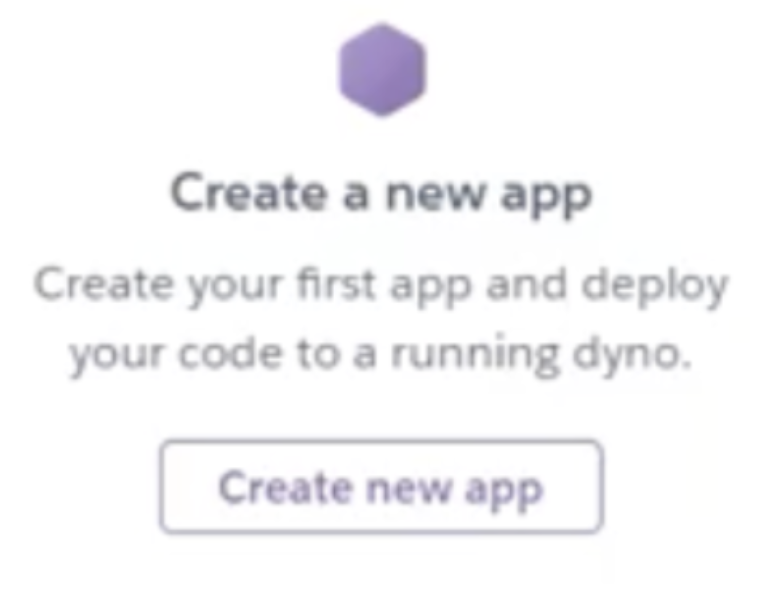 Create a new app
Create your first app and deploy
your code to a running dyno.
Create new app